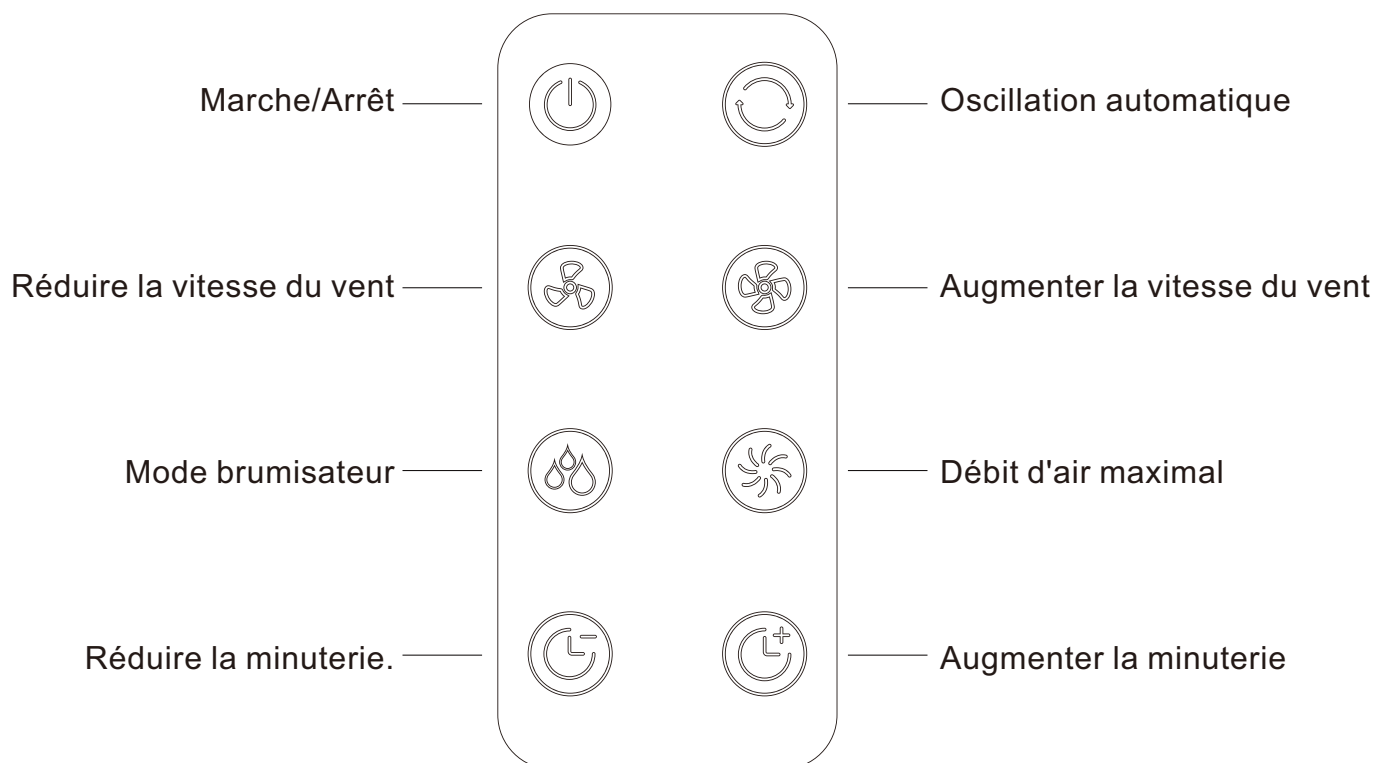 Marche/Arrêt
Oscillation automatique
Réduire la vitesse du vent
Augmenter la vitesse du vent
Mode brumisateur
Débit d'air maximal
Réduire la minuterie.
Augmenter la minuterie